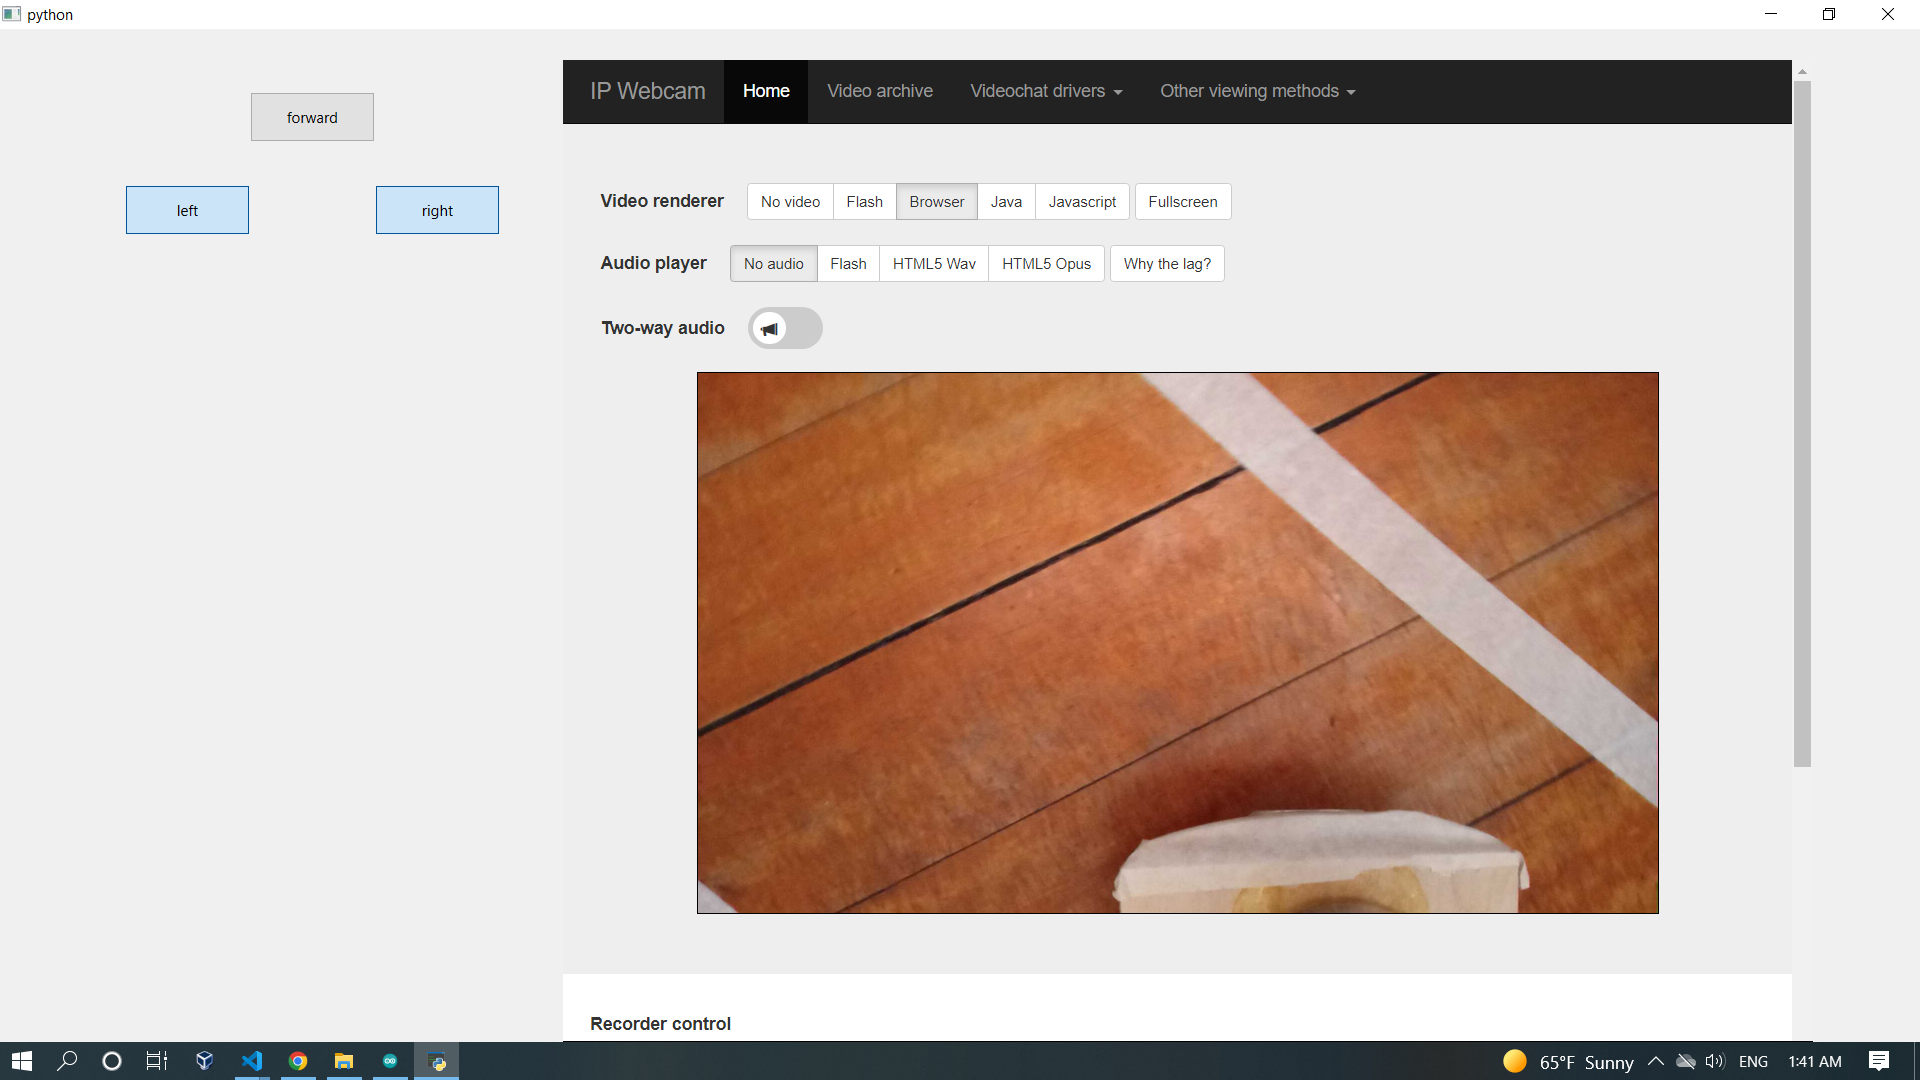 python
forward
left
right
IP Webcam Home Video archive Videochat drivers Other viewing methods
Video renderer No video Flash Browser Java Javascript Fullscreen
Audio player No audio Flash HTML5 Wav HTML5 Opus Why the lag?
Two-way audio
Recorder control
65°F Sunny ENG 1:41 AM